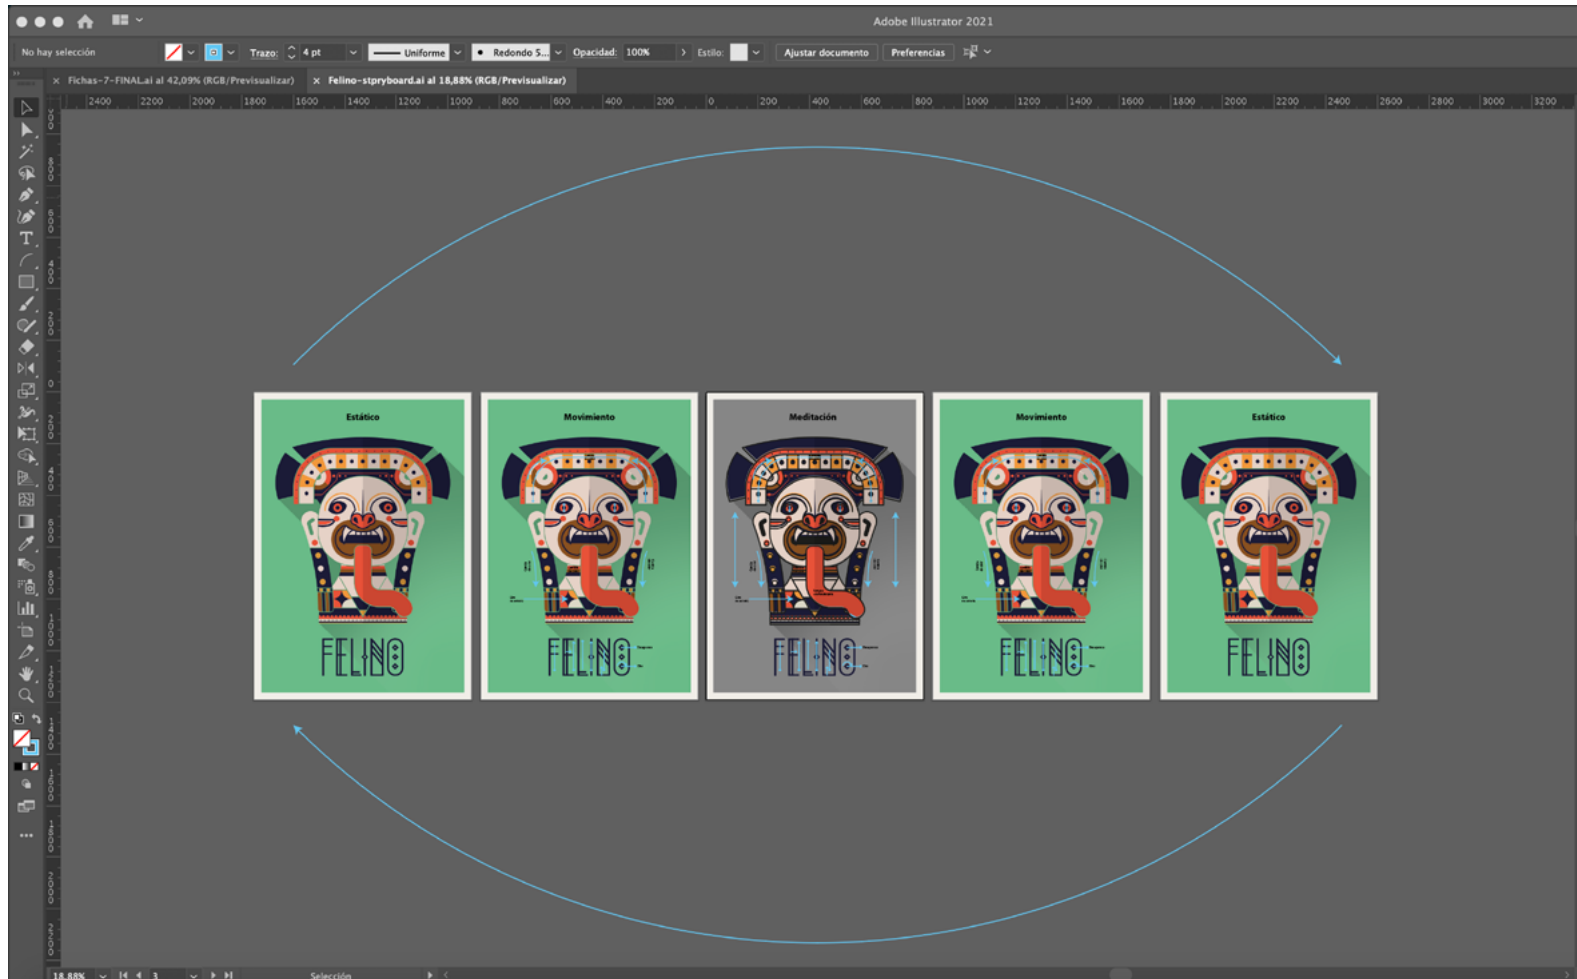 Adobe Illustrator 2021
No hay selección Trazo: 4 pt Uniforme Redondo 5... Opacidad: 100% Estilo: Ajustar documento Preferencias
× Fichas-7-FINAL.ai al 42,09% (RGB/Previsualizar) × Felino-stpryboard.ai al 18,88% (RGB/Previsualizar)
2400 2200 2000 1800 1600 1400 1200 1000 800 600 400 200 0 200 400 600 800 1000 1200 1400 1600 1800 2000 2200 2400 2600 2800 3000 3200
Estático Movimiento Meditación Movimiento Estático
FELINO FELINO FELINO FELINO FELINO
18,88% 3 Selección